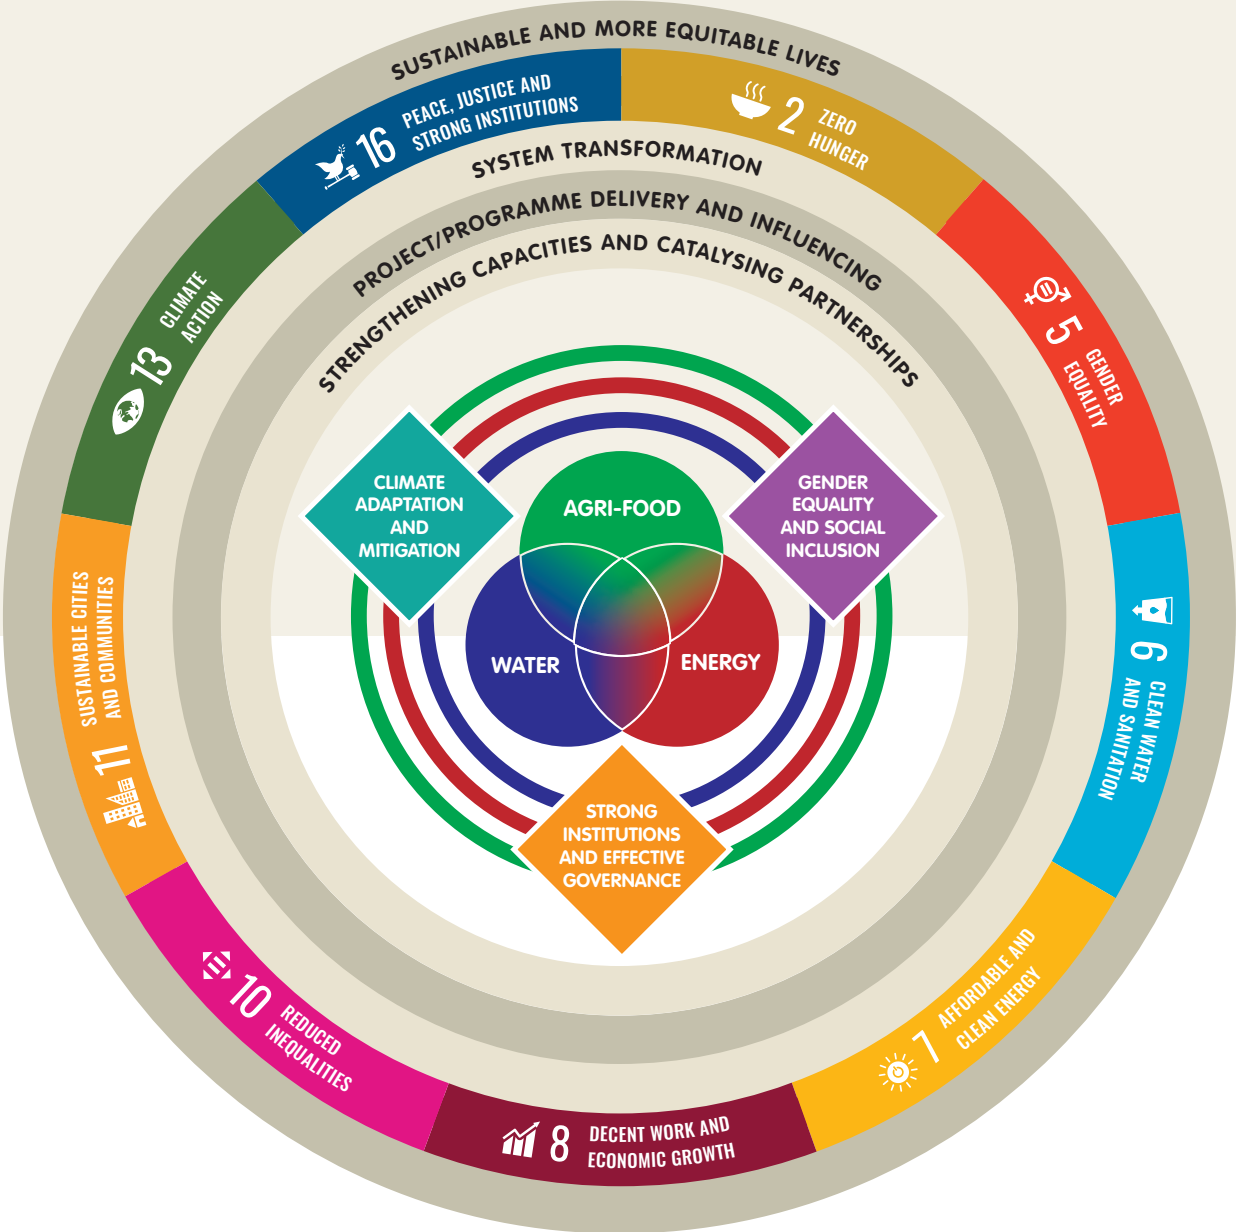 SUSTAINABLE AND MORE EQUITABLE LIVES
16
PEACE, JUSTICE AND
STRONG INSTITUTIONS
2
ZERO
HUNGER
5
GENDER
EQUALITY
6
CLEAN WATER
AND SANITATION
7
AFFORDABLE AND
CLEAN ENERGY
8
DECENT WORK AND
ECONOMIC GROWTH
10
REDUCED
INEQUALITIES
11
SUSTAINABLE CITIES
AND COMMUNITIES
13
CLIMATE
ACTION
SYSTEM TRANSFORMATION
PROJECT/PROGRAMME DELIVERY AND INFLUENCING
STRENGTHENING CAPACITIES AND CATALYSING PARTNERSHIPS
CLIMATE
ADAPTATION
AND
MITIGATION
GENDER
EQUALITY
AND SOCIAL
INCLUSION
AGRI-FOOD
WATER
ENERGY
STRONG
INSTITUTIONS
AND EFFECTIVE
GOVERNANCE